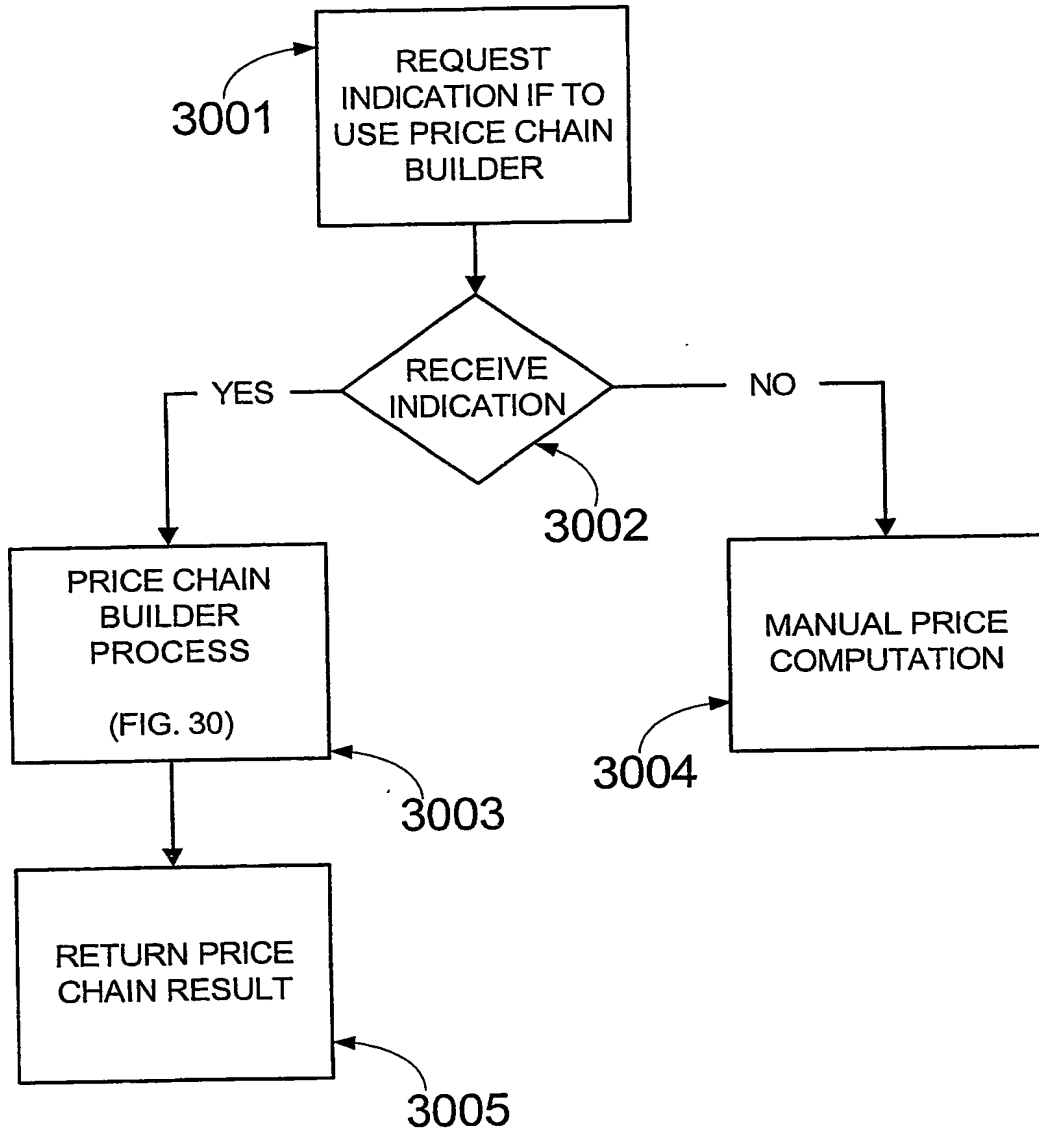 REQUEST
INDICATION IF TO
USE PRICE CHAIN
BUILDER
3001
RECEIVE
INDICATION
YES
NO
3002
PRICE CHAIN
BUILDER
PROCESS
(FIG. 30)
3003
MANUAL PRICE
COMPUTATION
3004
RETURN PRICE
CHAIN RESULT
3005